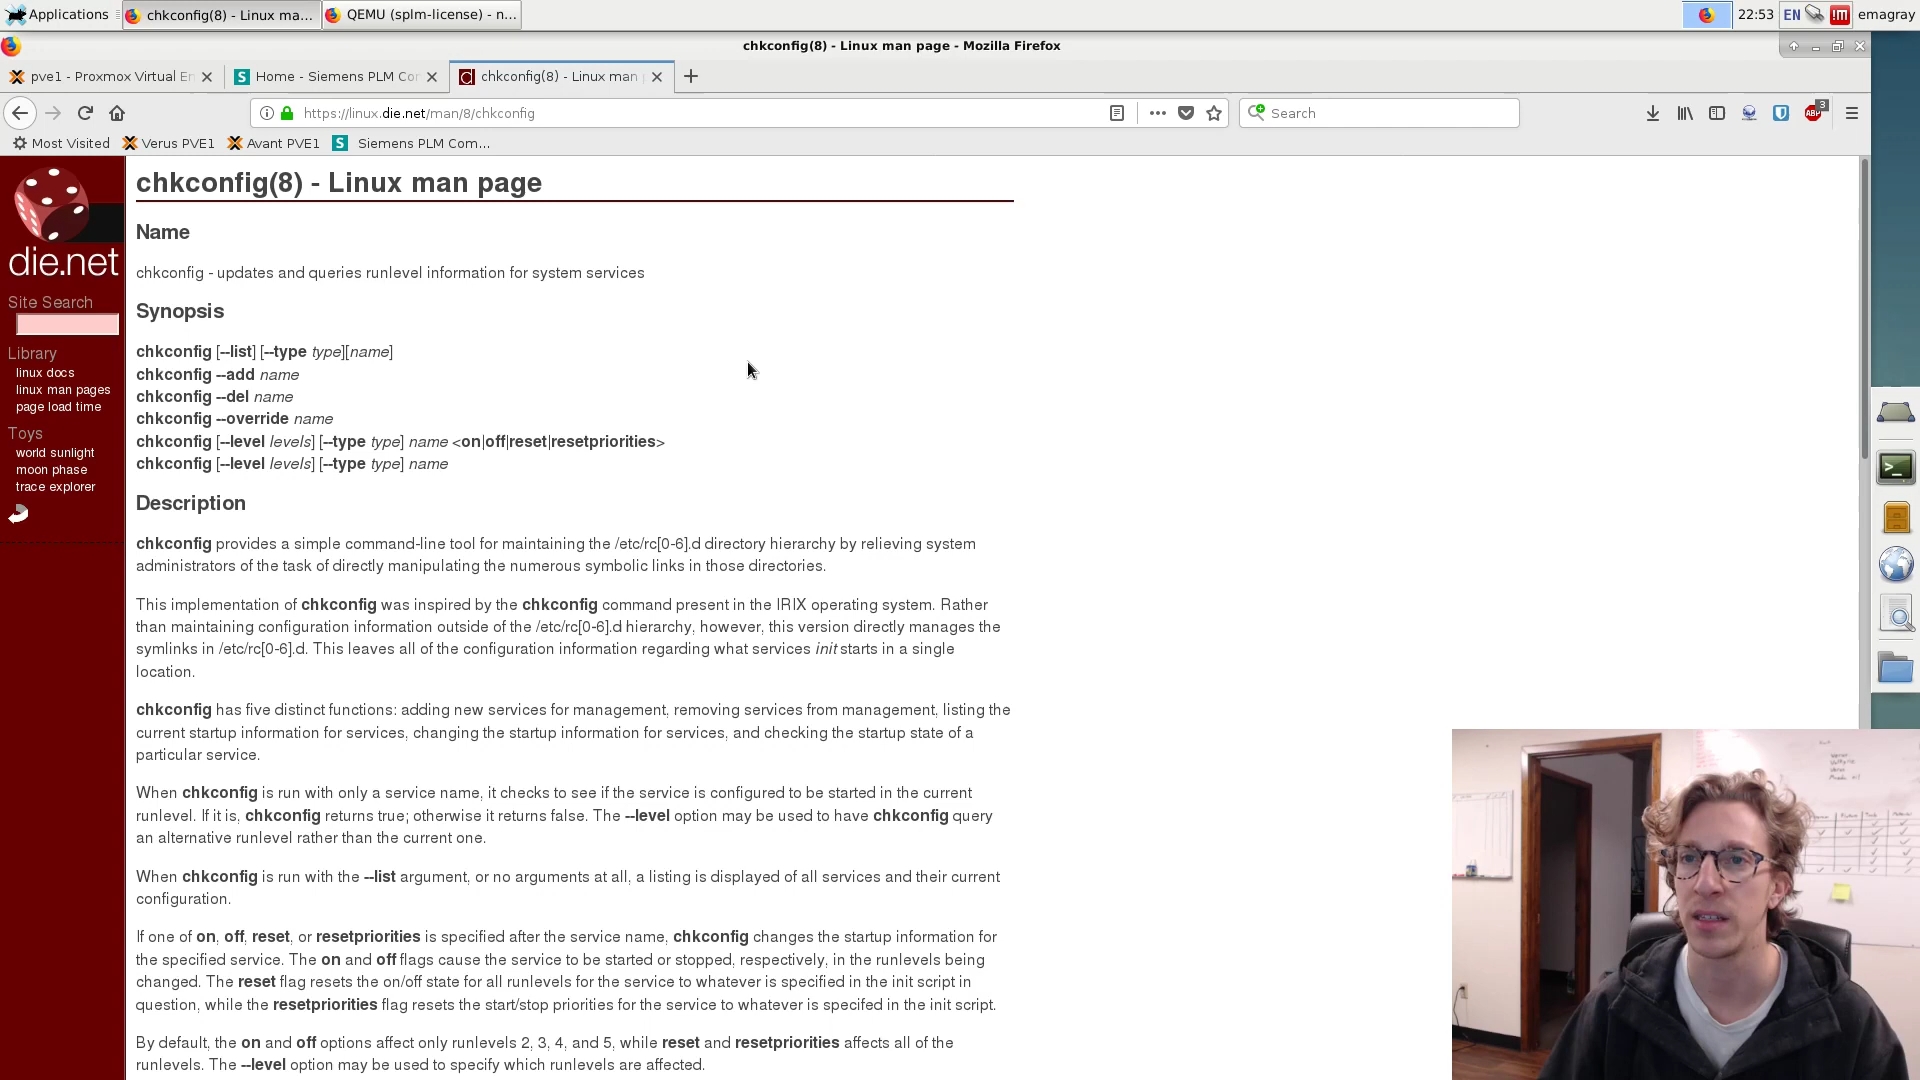 Applications
chkconfig(8) - Linux ma...
QEMU (splm-license) - n...
22:53
EN
!m
emagray
chkconfig(8) - Linux man page - Mozilla Firefox
pve1 - Proxmox Virtual En
Home - Siemens PLM Cor
chkconfig(8) - Linux man
https://linux.die.net/man/8/chkconfig
Search
ABP
3
Most Visited
Verus PVE1
Avant PVE1
S
Siemens PLM Com...
die.net
Site Search
Library
linux docs
linux man pages
page load time
Toys
world sunlight
moon phase
trace explorer
chkconfig(8) - Linux man page
Name
chkconfig - updates and queries runlevel information for system services
Synopsis
chkconfig [--list] [--type type][name]
chkconfig --add name
chkconfig --del name
chkconfig --override name
chkconfig [--level levels] [--type type] name <on|off|reset|resetpriorities>
chkconfig [--level levels] [--type type] name
Description
chkconfig provides a simple command-line tool for maintaining the /etc/rc[0-6].d directory hierarchy by relieving system
administrators of the task of directly manipulating the numerous symbolic links in those directories.
This implementation of chkconfig was inspired by the chkconfig command present in the IRIX operating system. Rather
than maintaining configuration information outside of the /etc/rc[0-6].d hierarchy, however, this version directly manages the
symlinks in /etc/rc[0-6].d. This leaves all of the configuration information regarding what services init starts in a single
location.
chkconfig has five distinct functions: adding new services for management, removing services from management, listing the
current startup information for services, changing the startup information for services, and checking the startup state of a
particular service.
When chkconfig is run with only a service name, it checks to see if the service is configured to be started in the current
runlevel. If it is, chkconfig returns true; otherwise it returns false. The --level option may be used to have chkconfig query
an alternative runlevel rather than the current one.
When chkconfig is run with the --list argument, or no arguments at all, a listing is displayed of all services and their current
configuration.
If one of on, off, reset, or resetpriorities is specified after the service name, chkconfig changes the startup information for
the specified service. The on and off flags cause the service to be started or stopped, respectively, in the runlevels being
changed. The reset flag resets the on/off state for all runlevels for the service to whatever is specified in the init script in
question, while the resetpriorities flag resets the start/stop priorities for the service to whatever is specifed in the init script.
By default, the on and off options affect only runlevels 2, 3, 4, and 5, while reset and resetpriorities affects all of the
runlevels. The --level option may be used to specify which runlevels are affected.